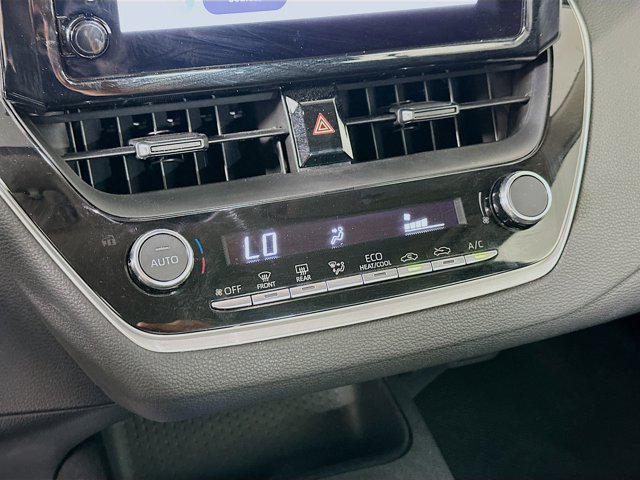 LO
AUTO
OFF
FRONT
REAR
ECO
HEAT/COOL
A/C